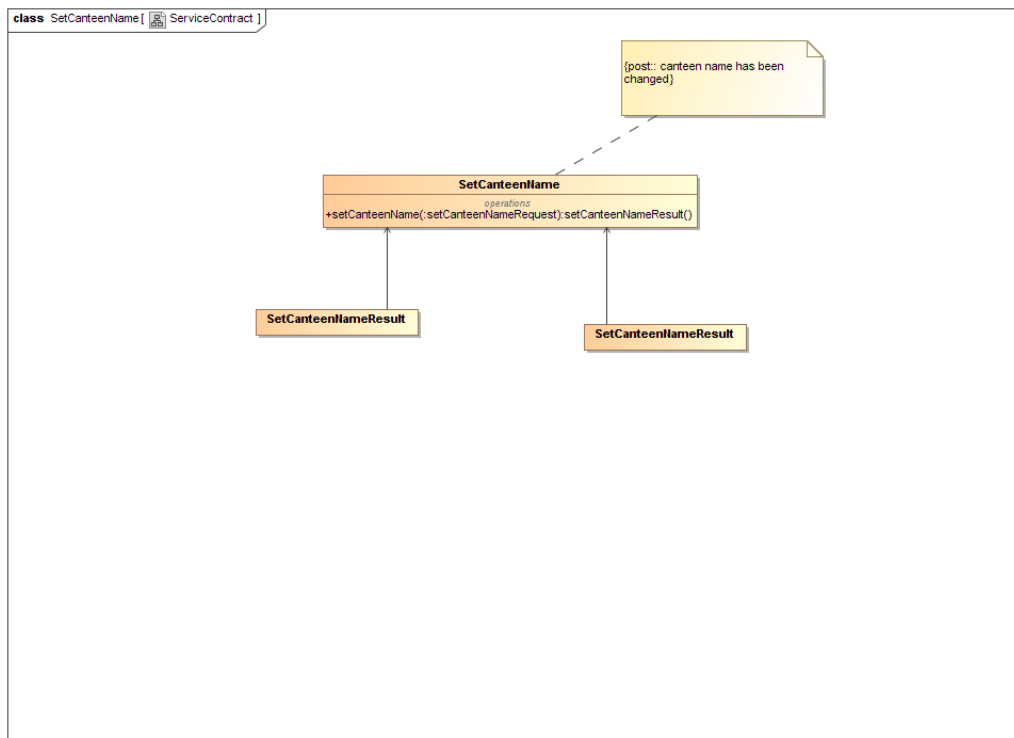 class SetCanteenName [ ServiceContract ]
{post:: canteen name has been
changed}
SetCanteenName
operations
+setCanteenName(:setCanteenNameRequest):setCanteenNameResult()
SetCanteenNameResult
SetCanteenNameResult